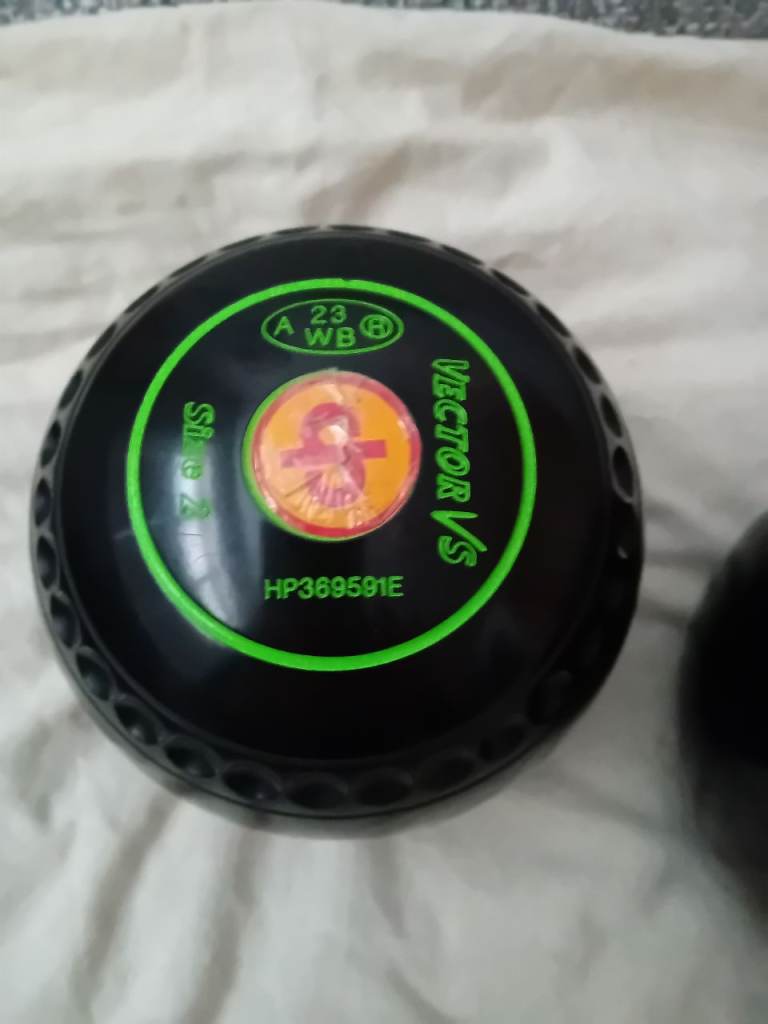 A 23 R
WB
VECTOR VS
Size 2
HP369591E